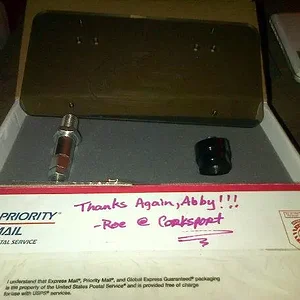 PRIORITY
MAIL
TAL SERVICE
Thanks Again, Abby!!!
-Roe @ Corksport
I understand that Express Mail®, Priority Mail®, and Global Express Guaranteed® packaging
is the property of the United States Postal Service® and is provided free of charge
for use with USPS® services.